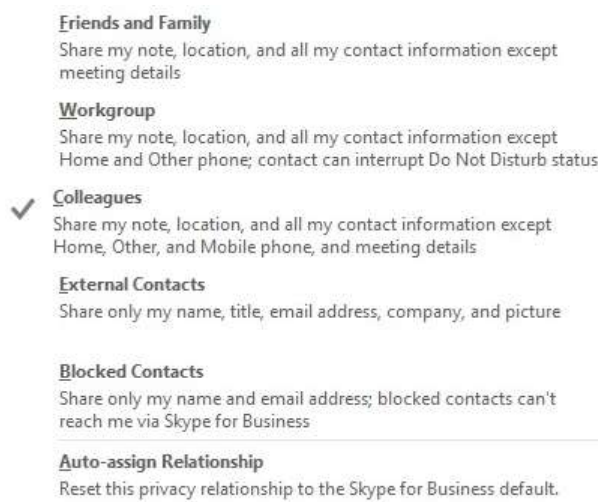 Friends and Family
Share my note, location, and all my contact information except
meeting details
Workgroup
Share my note, location, and all my contact information except
Home and Other phone; contact can interrupt Do Not Disturb status
Colleagues
Share my note, location, and all my contact information except
Home, Other, and Mobile phone, and meeting details
External Contacts
Share only my name, title, email address, company, and picture
Blocked Contacts
Share only my name and email address; blocked contacts can't
reach me via Skype for Business
Auto-assign Relationship
Reset this privacy relationship to the Skype for Business default.